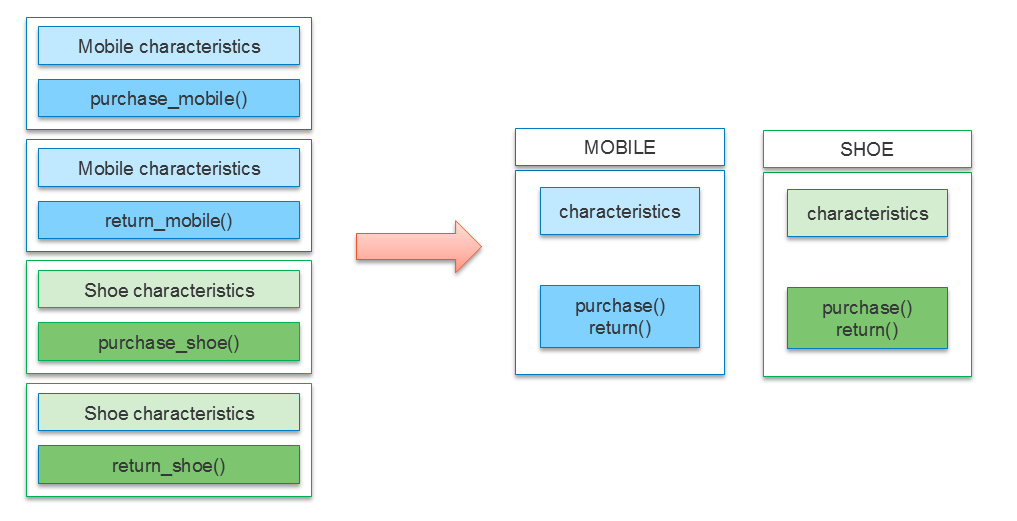 Mobile characteristics
purchase_mobile()
Mobile characteristics
return_mobile()
Shoe characteristics
purchase_shoe()
Shoe characteristics
return_shoe()
MOBILE
characteristics
purchase()
return()
SHOE
characteristics
purchase()
return()